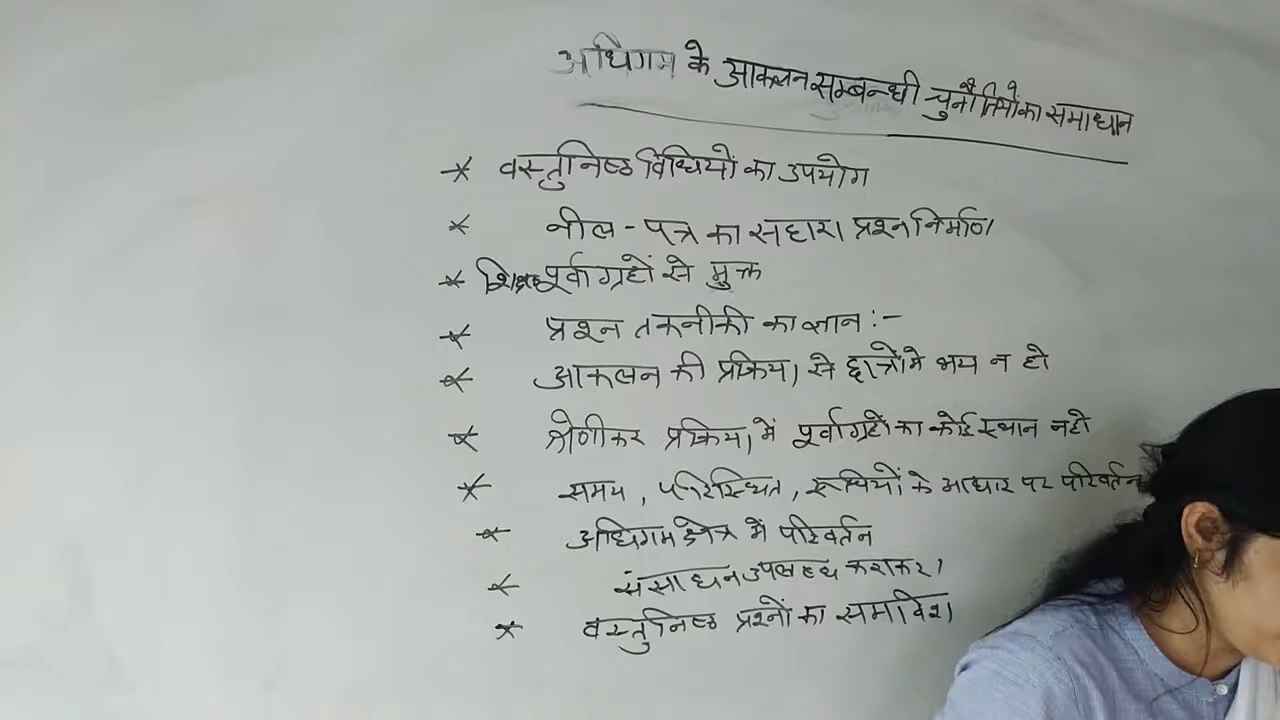 अधिगम के आकलन सम्बन्धी चुनौतियों का समाधान
* वस्तुनिष्ठ विधियों का उपयोग
* नील - पत्र का सहारा प्रश्न निर्माण
* शिक्षक पूर्वाग्रहों से मुक्त
* प्रश्न तकनीकी का ज्ञान :-
* आकलन की प्रक्रिया से छात्रों मे भय न हो
* श्रेणीकर प्रक्रिया में पूर्वाग्रहों का कोई स्थान नहो
* समय , परिस्थिति , रूचियों के आधार पर परिवर्तन
* अधिगम क्षेत्र में परिवर्तन
* संसाधन उपलब्ध कराकर ।
* वस्तुनिष्ठ प्रश्नों का समावेश